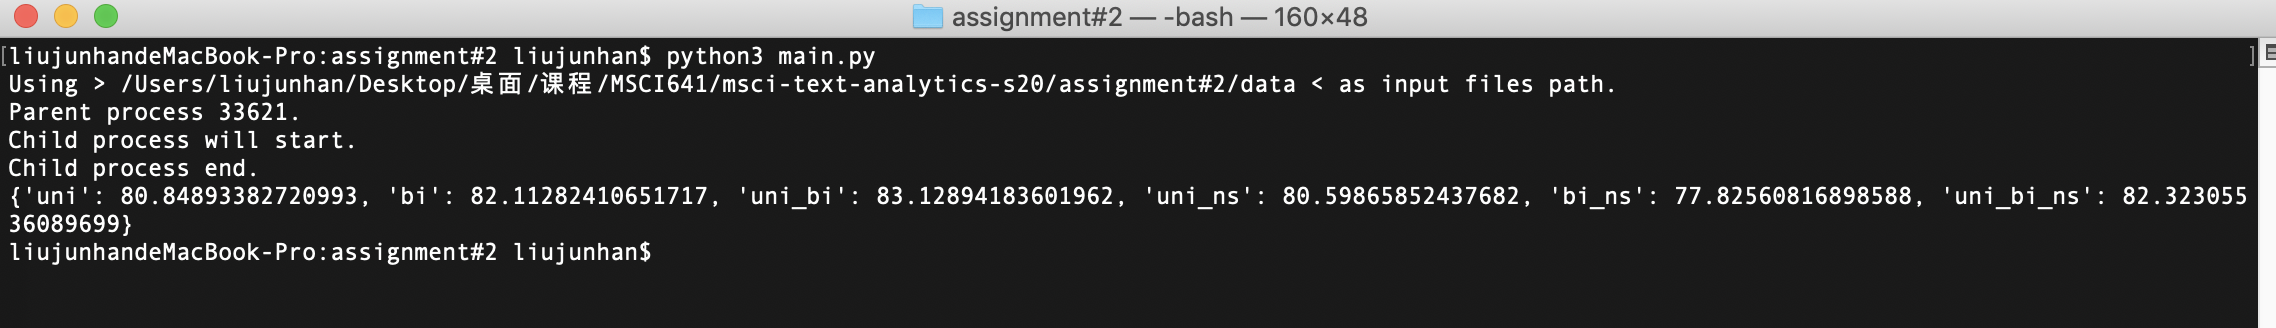 assignment#2 — -bash — 160×48
[liujunhandeMacBook-Pro:assignment#2 liujunhan$ python3 main.py ]
Using > /Users/liujunhan/Desktop/桌面/课程/MSCI641/msci-text-analytics-s20/assignment#2/data < as input files path.
Parent process 33621.
Child process will start.
Child process end.
{'uni': 80.84893382720993, 'bi': 82.11282410651717, 'uni_bi': 83.12894183601962, 'uni_ns': 80.59865852437682, 'bi_ns': 77.82560816898588, 'uni_bi_ns': 82.323055
36089699}
liujunhandeMacBook-Pro:assignment#2 liujunhan$